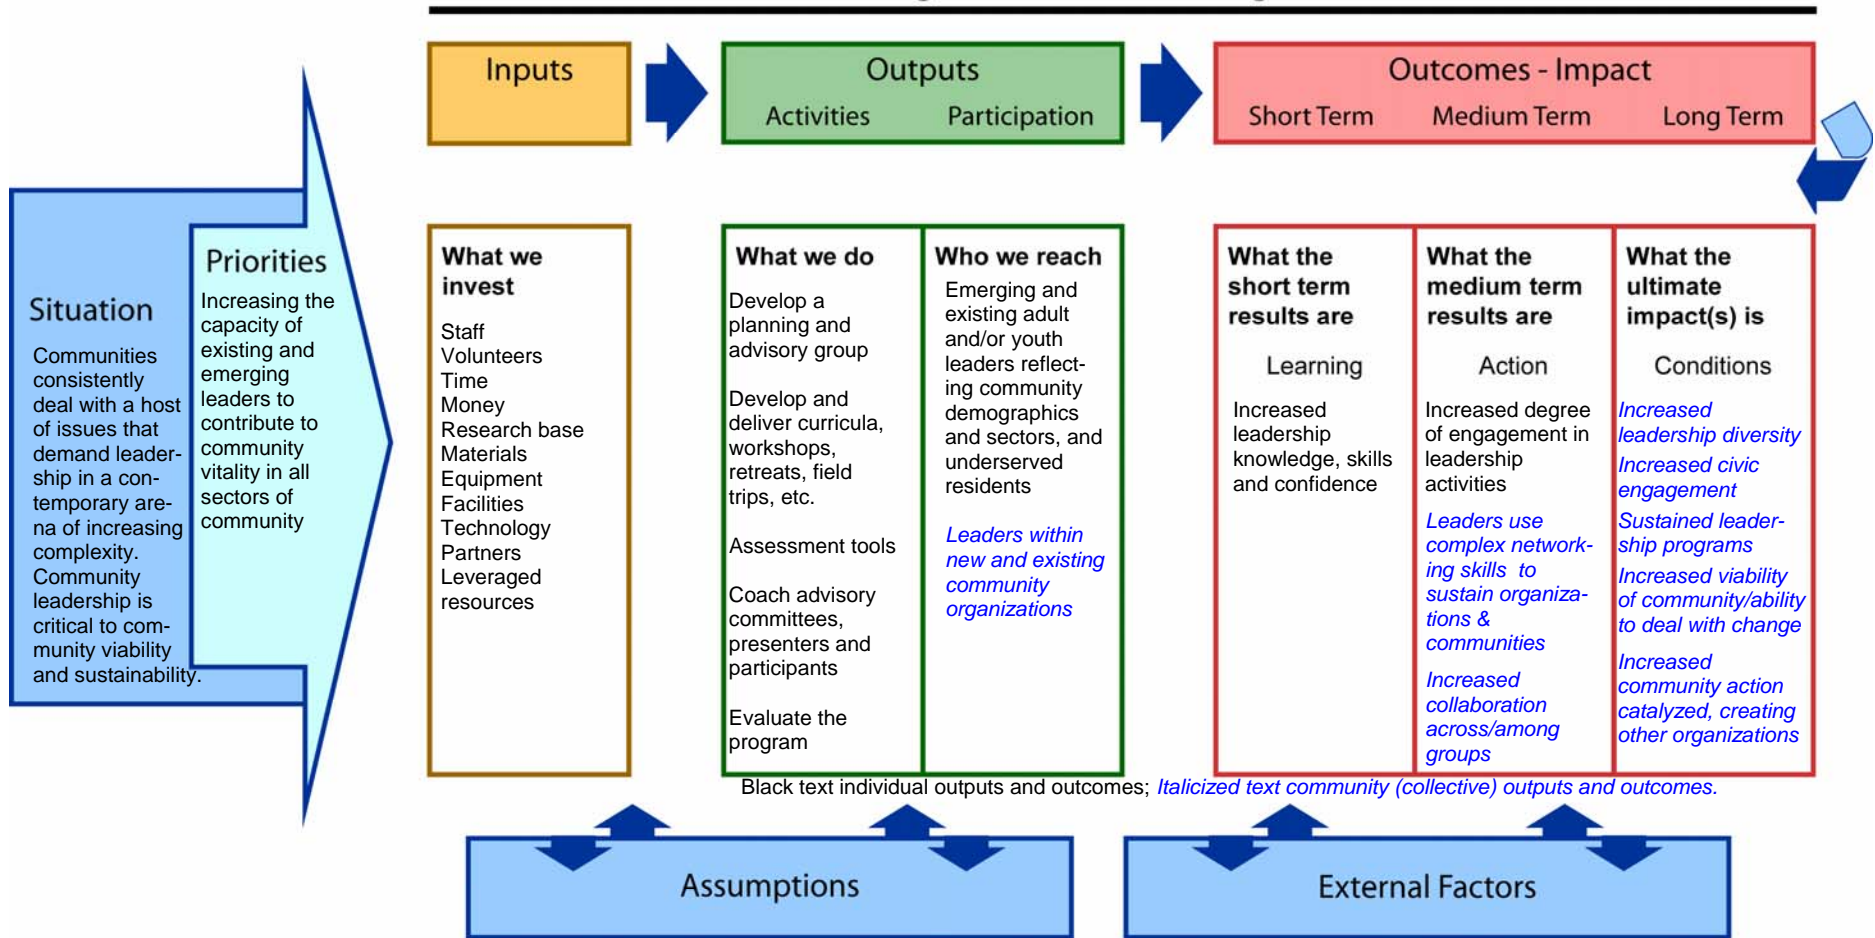 Inputs
Outputs
Activities Participation
Outcomes - Impact
Short Term Medium Term Long Term
Situation
Communities
consistently
deal with a host
of issues that
demand leader-
ship in a con-
temporary are-
na of increasing
complexity.
Community
leadership is
critical to com-
munity viability
and sustainability.
Priorities
Increasing the
capacity of
existing and
emerging
leaders to
contribute to
community
vitality in all
sectors of
community
What we
invest
Staff
Volunteers
Time
Money
Research base
Materials
Equipment
Facilities
Technology
Partners
Leveraged
resources
What we do
Develop a
planning and
advisory group
Develop and
deliver curricula,
workshops,
retreats, field
trips, etc.
Assessment tools
Coach advisory
committees,
presenters and
participants
Evaluate the
program
Who we reach
Emerging and
existing adult
and/or youth
leaders reflect-
ing community
demographics
and sectors, and
underserved
residents
Leaders within
new and existing
community
organizations
What the
short term
results are
Learning
Increased
leadership
knowledge, skills
and confidence
What the
medium term
results are
Action
Increased degree
of engagement in
leadership
activities
Leaders use
complex network-
ing skills to
sustain organiza-
tions &
communities
Increased
collaboration
across/among
groups
What the
ultimate
impact(s) is
Conditions
Increased
leadership diversity
Increased civic
engagement
Sustained leader-
ship programs
Increased viability
of community/ability
to deal with change
Increased
community action
catalyzed, creating
other organizations
Black text individual outputs and outcomes; Italicized text community (collective) outputs and outcomes.
Assumptions
External Factors